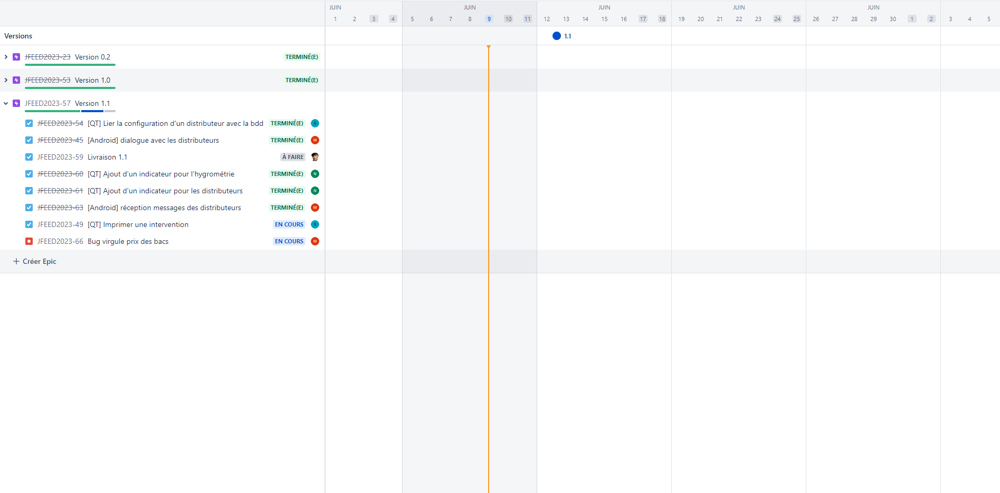 JUIN JUIN JUIN JUIN JUIN
1 2 3 4 5 6 7 8 9 10 11 12 13 14 15 16 17 18 19 20 21 22 23 24 25 26 27 28 29 30 1 2 3 4 5
Versions 1.1
JFEED2023-23 Version 0.2 TERMINÉ(E)
JFEED2023-53 Version 1.0 TERMINÉ(E)
JFEED2023-57 Version 1.1
JFEED2023-54 [QT] Lier la configuration d'un distributeur avec la bdd TERMINÉ(E) S
JFEED2023-45 [Android] dialogue avec les distributeurs TERMINÉ(E) M
JFEED2023-59 Livraison 1.1 À FAIRE
JFEED2023-60 [QT] Ajout d'un indicateur pour l'hygrométrie TERMINÉ(E) N
JFEED2023-61 [QT] Ajout d'un indicateur pour les distributeurs TERMINÉ(E) N
JFEED2023-63 [Android] réception messages des distributeurs TERMINÉ(E) M
JFEED2023-49 [QT] Imprimer une intervention EN COURS S
JFEED2023-66 Bug virgule prix des bacs EN COURS M
Créer Epic